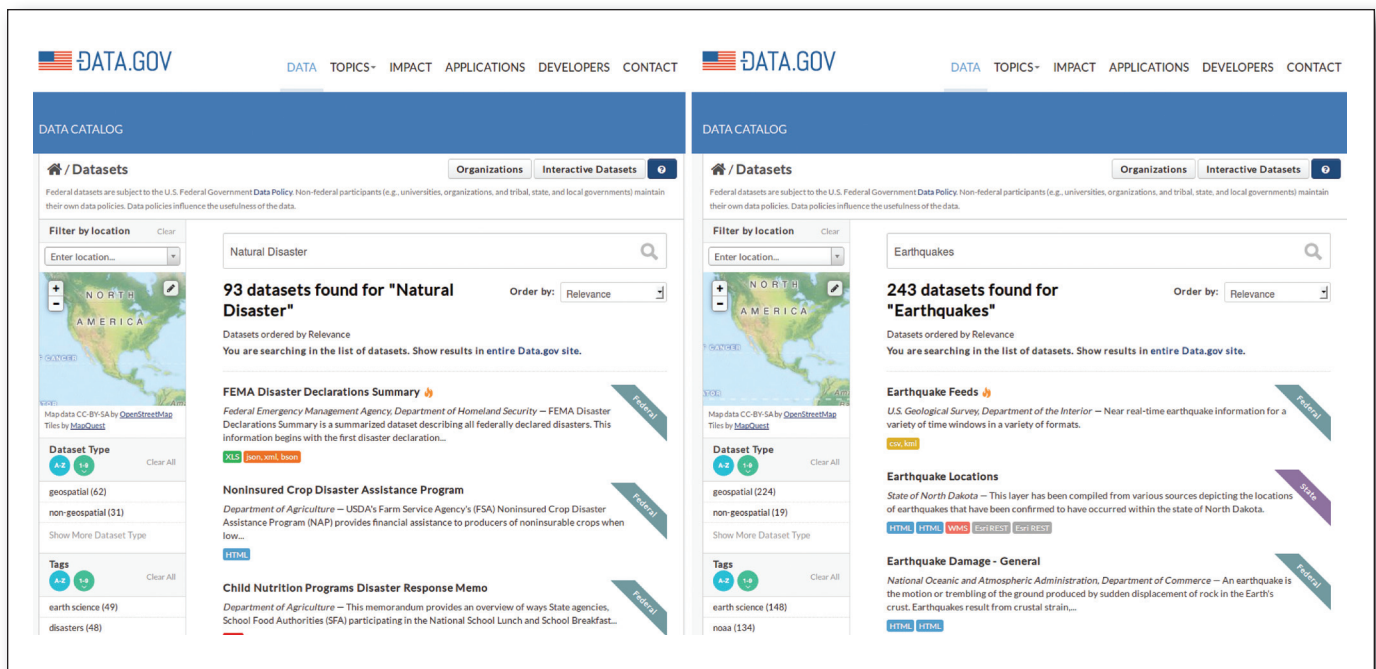 DATA.GOV
DATA TOPICS IMPACT APPLICATIONS DEVELOPERS CONTACT
DATA CATALOG
/ Datasets
Organizations
Interactive Datasets
?
Federal datasets are subject to the U.S. Federal Government Data Policy. Non-federal participants (e.g., universities, organizations, and tribal, state, and local governments) maintain
their own data policies. Data policies influence the usefulness of the data.
Filter by location Clear
Enter location...
+
-
NORTH
AMERICA
CANCER
Map data CC-BY-SA by OpenStreetMap
Tiles by MapQuest
Dataset Type
A-Z 1-9 Clear All
geospatial (62)
non-geospatial (31)
Show More Dataset Type
Tags
A-Z 1-9 Clear All
earth science (49)
disasters (48)
Natural Disaster
93 datasets found for "Natural
Disaster"
Order by: Relevance
Datasets ordered by Relevance
You are searching in the list of datasets. Show results in entire Data.gov site.
FEMA Disaster Declarations Summary
Federal
Federal Emergency Management Agency, Department of Homeland Security — FEMA Disaster
Declarations Summary is a summarized dataset describing all federally declared disasters. This
information begins with the first disaster declaration...
XLS json, xml, bson
Noninsured Crop Disaster Assistance Program
Federal
Department of Agriculture — USDA's Farm Service Agency's (FSA) Noninsured Crop Disaster
Assistance Program (NAP) provides financial assistance to producers of noninsurable crops when
low...
HTML
Child Nutrition Programs Disaster Response Memo
Federal
Department of Agriculture — This memorandum provides an overview of ways State agencies,
School Food Authorities (SFA) participating in the National School Lunch and School Breakfast...
DATA.GOV
DATA TOPICS IMPACT APPLICATIONS DEVELOPERS CONTACT
DATA CATALOG
/ Datasets
Organizations
Interactive Datasets
?
Federal datasets are subject to the U.S. Federal Government Data Policy. Non-federal participants (e.g., universities, organizations, and tribal, state, and local governments) maintain
their own data policies. Data policies influence the usefulness of the data.
Filter by location Clear
Enter location...
+
-
NORTH
AMERICA
CANCER
Map data CC-BY-SA by OpenStreetMap
Tiles by MapQuest
Dataset Type
A-Z 1-9 Clear All
geospatial (224)
non-geospatial (19)
Show More Dataset Type
Tags
A-Z 1-9 Clear All
earth science (148)
noaa (134)
Earthquakes
243 datasets found for
"Earthquakes"
Order by: Relevance
Datasets ordered by Relevance
You are searching in the list of datasets. Show results in entire Data.gov site.
Earthquake Feeds
Federal
U.S. Geological Survey, Department of the Interior — Near real-time earthquake information for a
variety of time windows in a variety of formats.
csv, kml
Earthquake Locations
State
State of North Dakota — This layer has been compiled from various sources depicting the locations
of earthquakes that have been confirmed to have occurred within the state of North Dakota.
HTML HTML WMS Esri REST Esri REST
Earthquake Damage - General
Federal
National Oceanic and Atmospheric Administration, Department of Commerce — An earthquake is
the motion or trembling of the ground produced by sudden displacement of rock in the Earth's
crust. Earthquakes result from crustal strain,...
HTML HTML